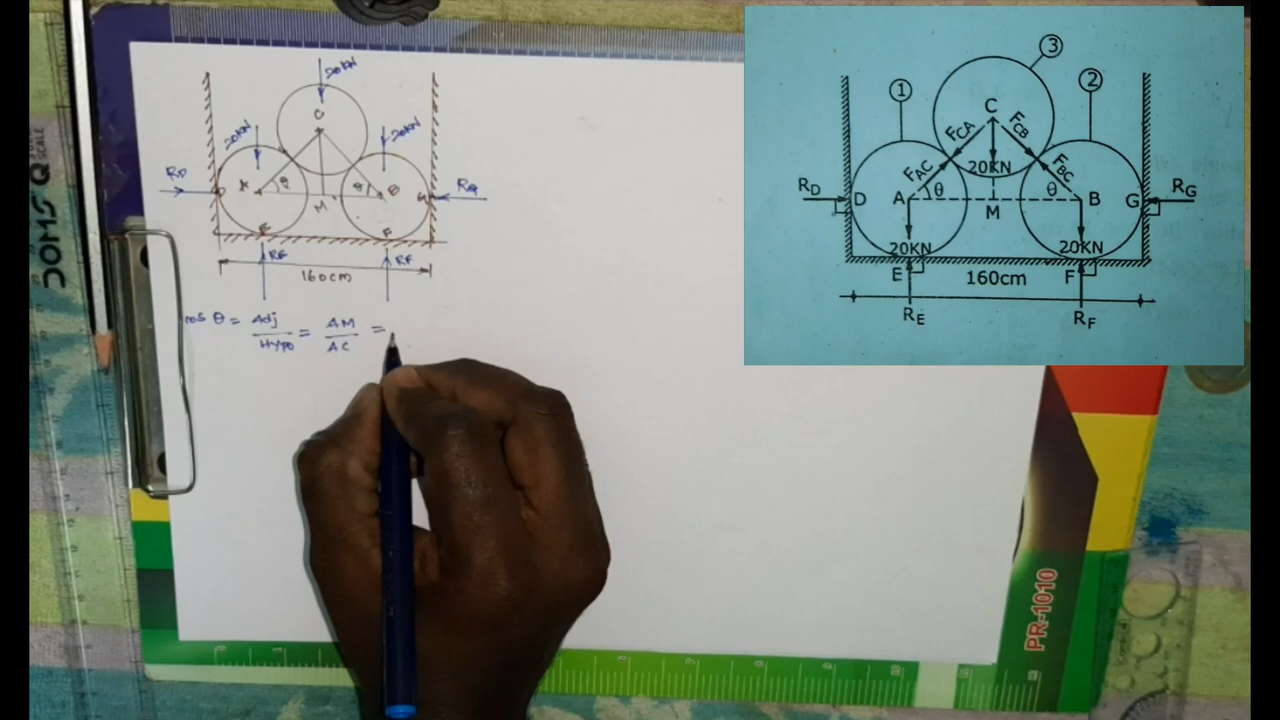 20KN
C
20KN
20KN
RD
D
A
θ
θ
B
G
RG
M
E
F
RE
RF
160cm
cos θ = Adj = AM =
Hypo AC
3
1
2
C
FCA
FCB
20KN
FAC
FBC
RD
D
A
θ
M
θ
B
G
RG
20KN
20KN
E
160cm
F
RE
RF
DOMS Q
SCALE
PR-1010